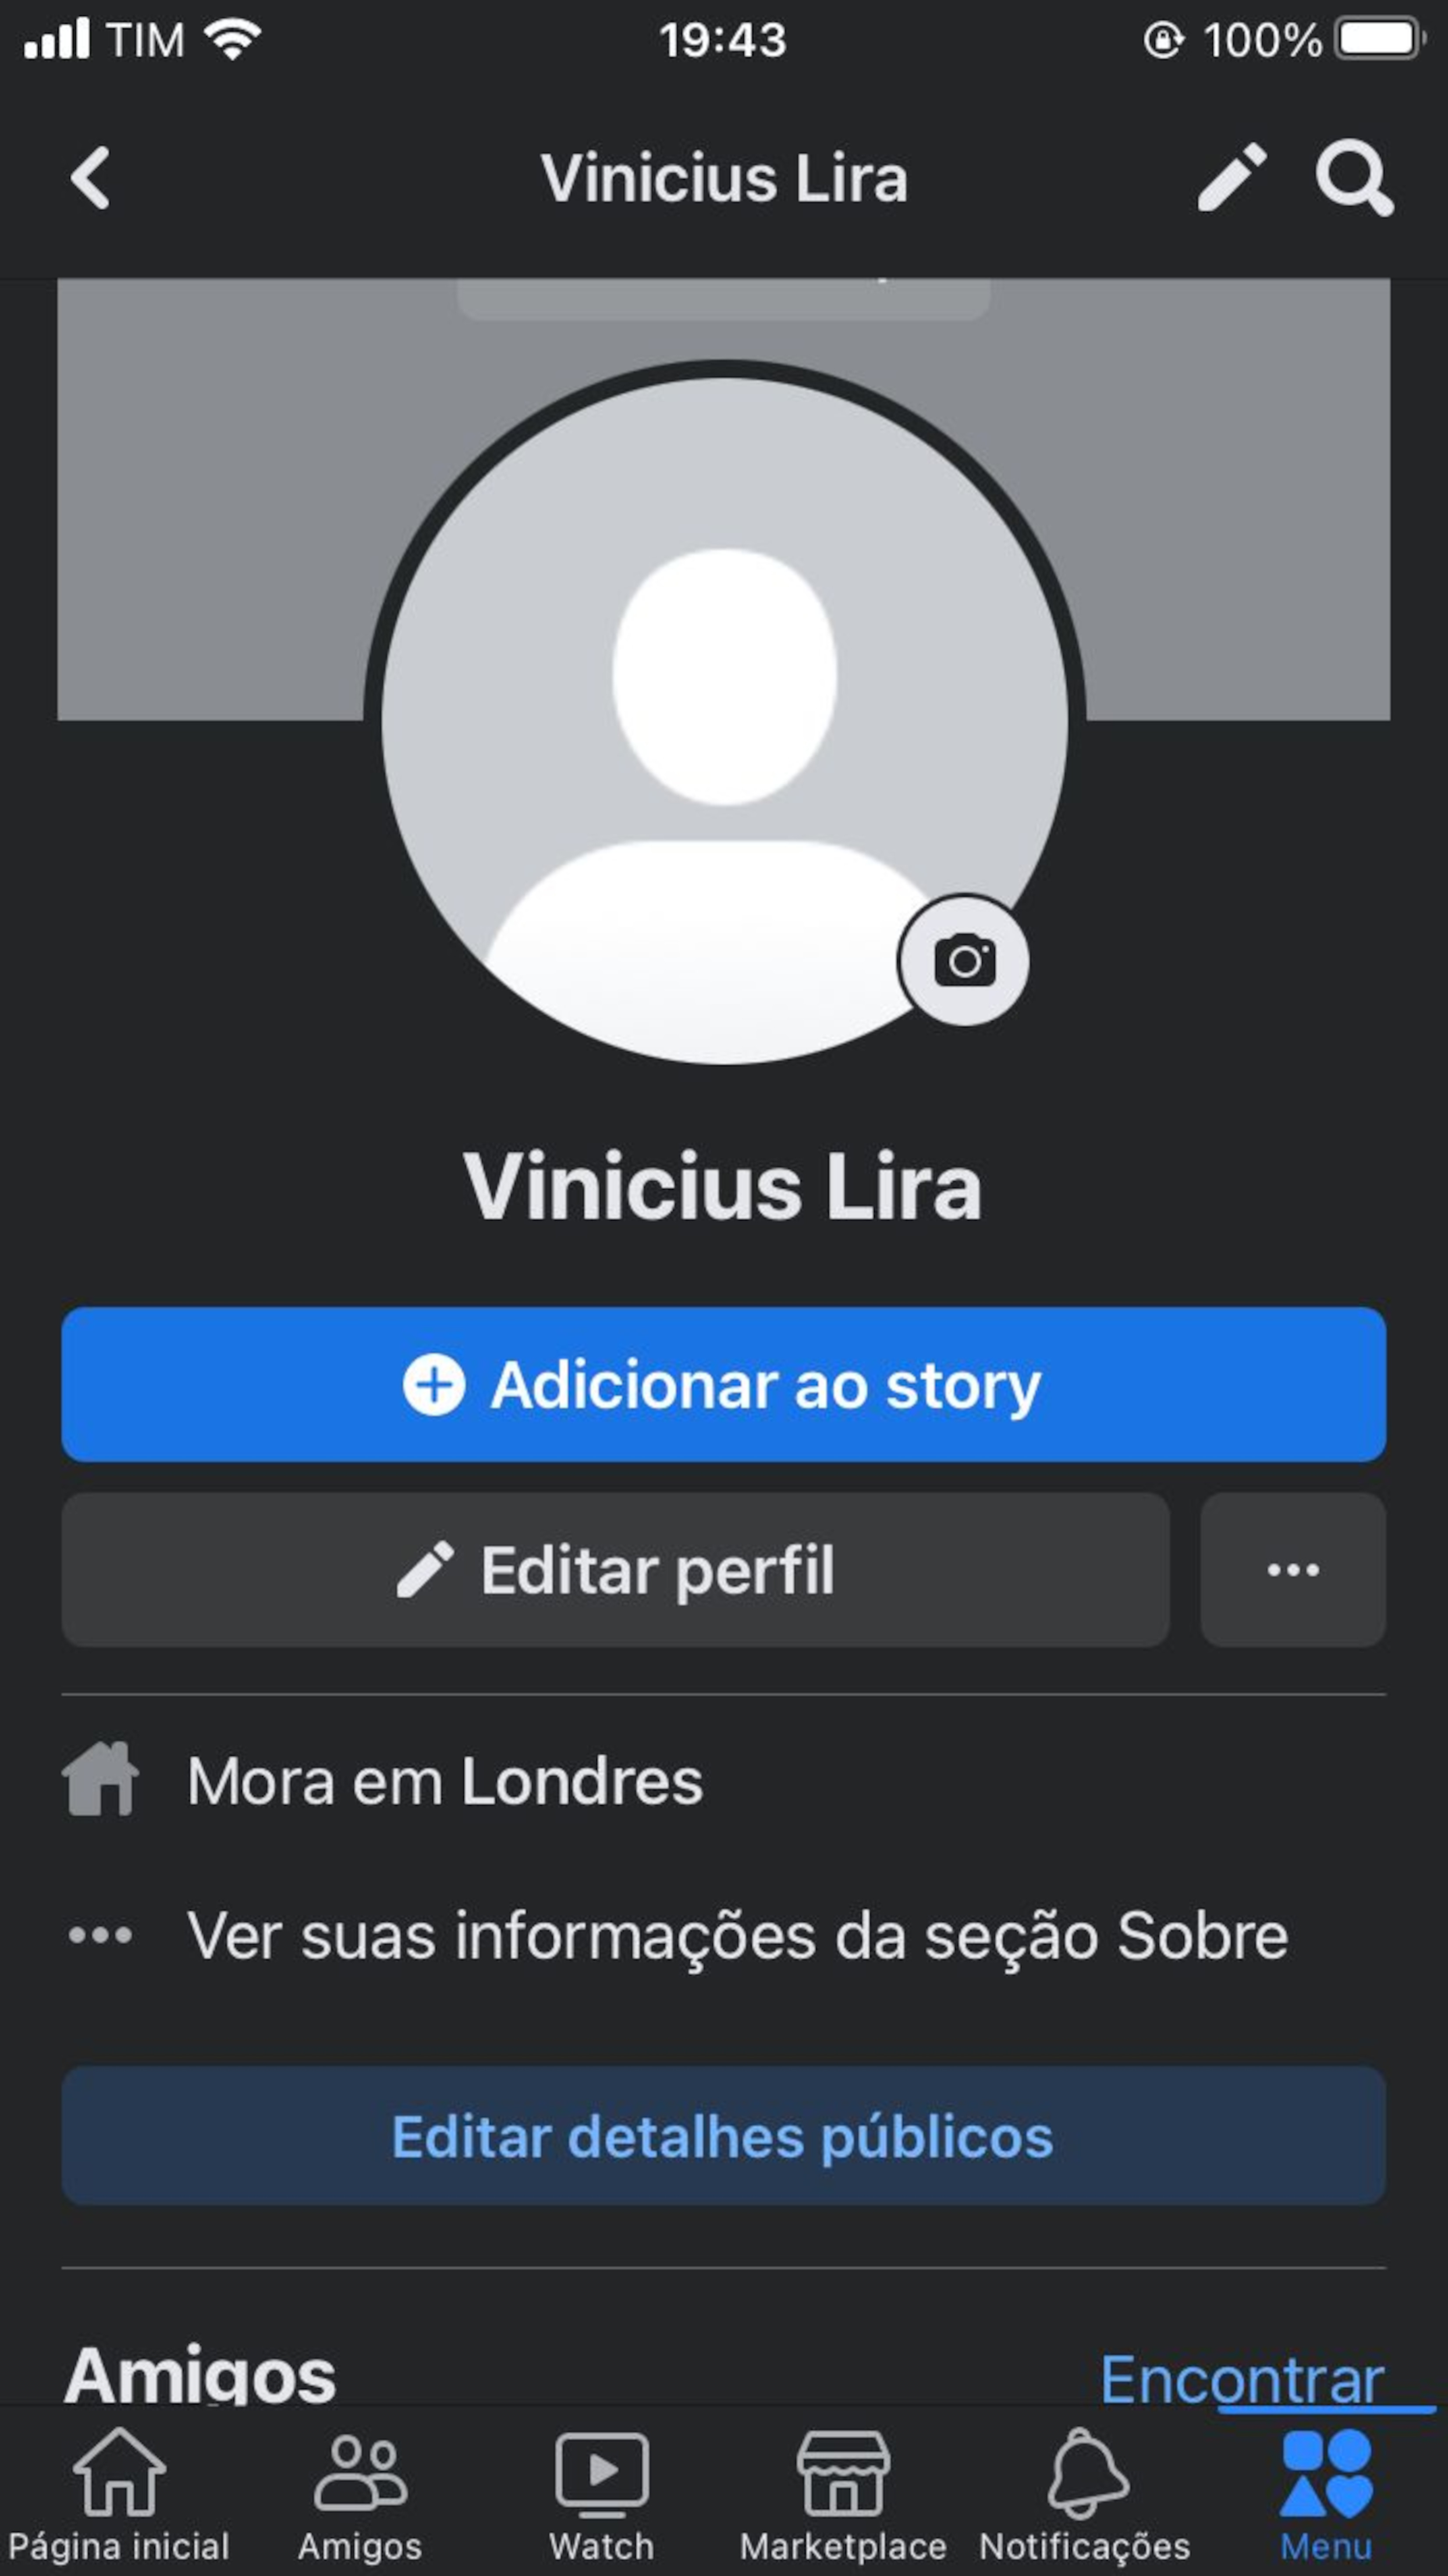 TIM 19:43 100%
Vinicius Lira
Vinicius Lira
Adicionar ao story
Editar perfil
Mora em Londres
Ver suas informações da seção Sobre
Editar detalhes públicos
Amigos Encontrar
Página inicial Amigos Watch Marketplace Notificações Menu